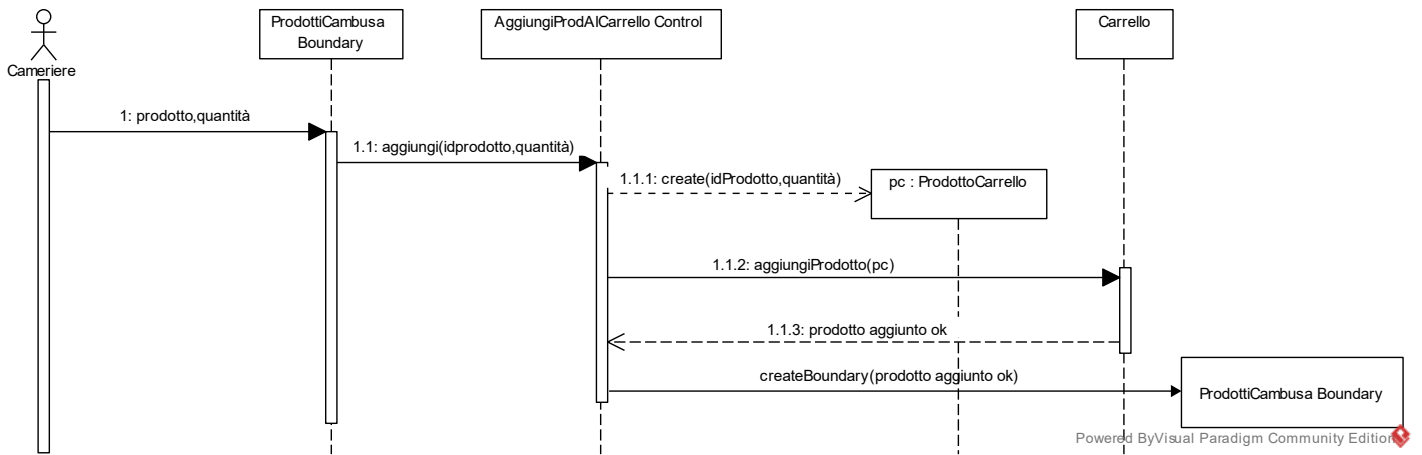 ProdottiCambusa
Boundary
AggiungiProdAlCarrello Control
Carrello
Cameriere
1: prodotto,quantità
1.1: aggiungi(idprodotto,quantità)
1.1.1: create(idProdotto,quantità)
pc : ProdottoCarrello
1.1.2: aggiungiProdotto(pc)
1.1.3: prodotto aggiunto ok
createBoundary(prodotto aggiunto ok)
ProdottiCambusa Boundary
Powered ByVisual Paradigm Community Edition